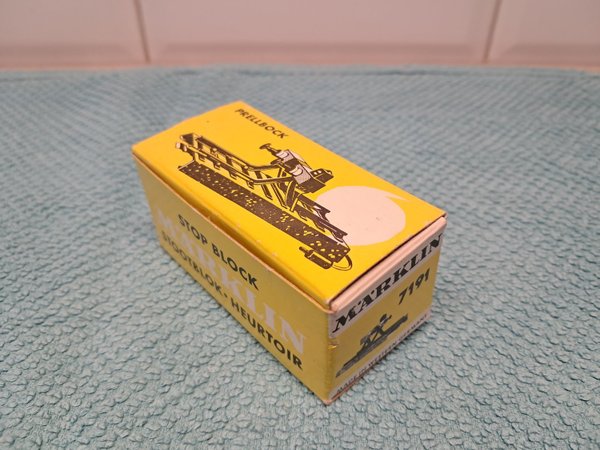 PRELLBOCK
STOP BLOCK
MÄRKLIN
STOOTBLOK · HEURTOIR
MÄRKLIN
7191